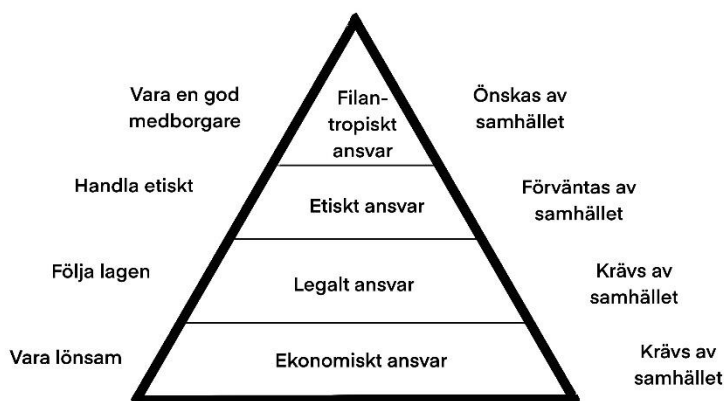 Vara en god
medborgare
Filan-
tropiskt
ansvar
Önskas av
samhället
Handla etiskt
Etiskt ansvar
Förväntas av
samhället
Följa lagen
Legalt ansvar
Krävs av
samhället
Vara lönsam
Ekonomiskt ansvar
Krävs av
samhället